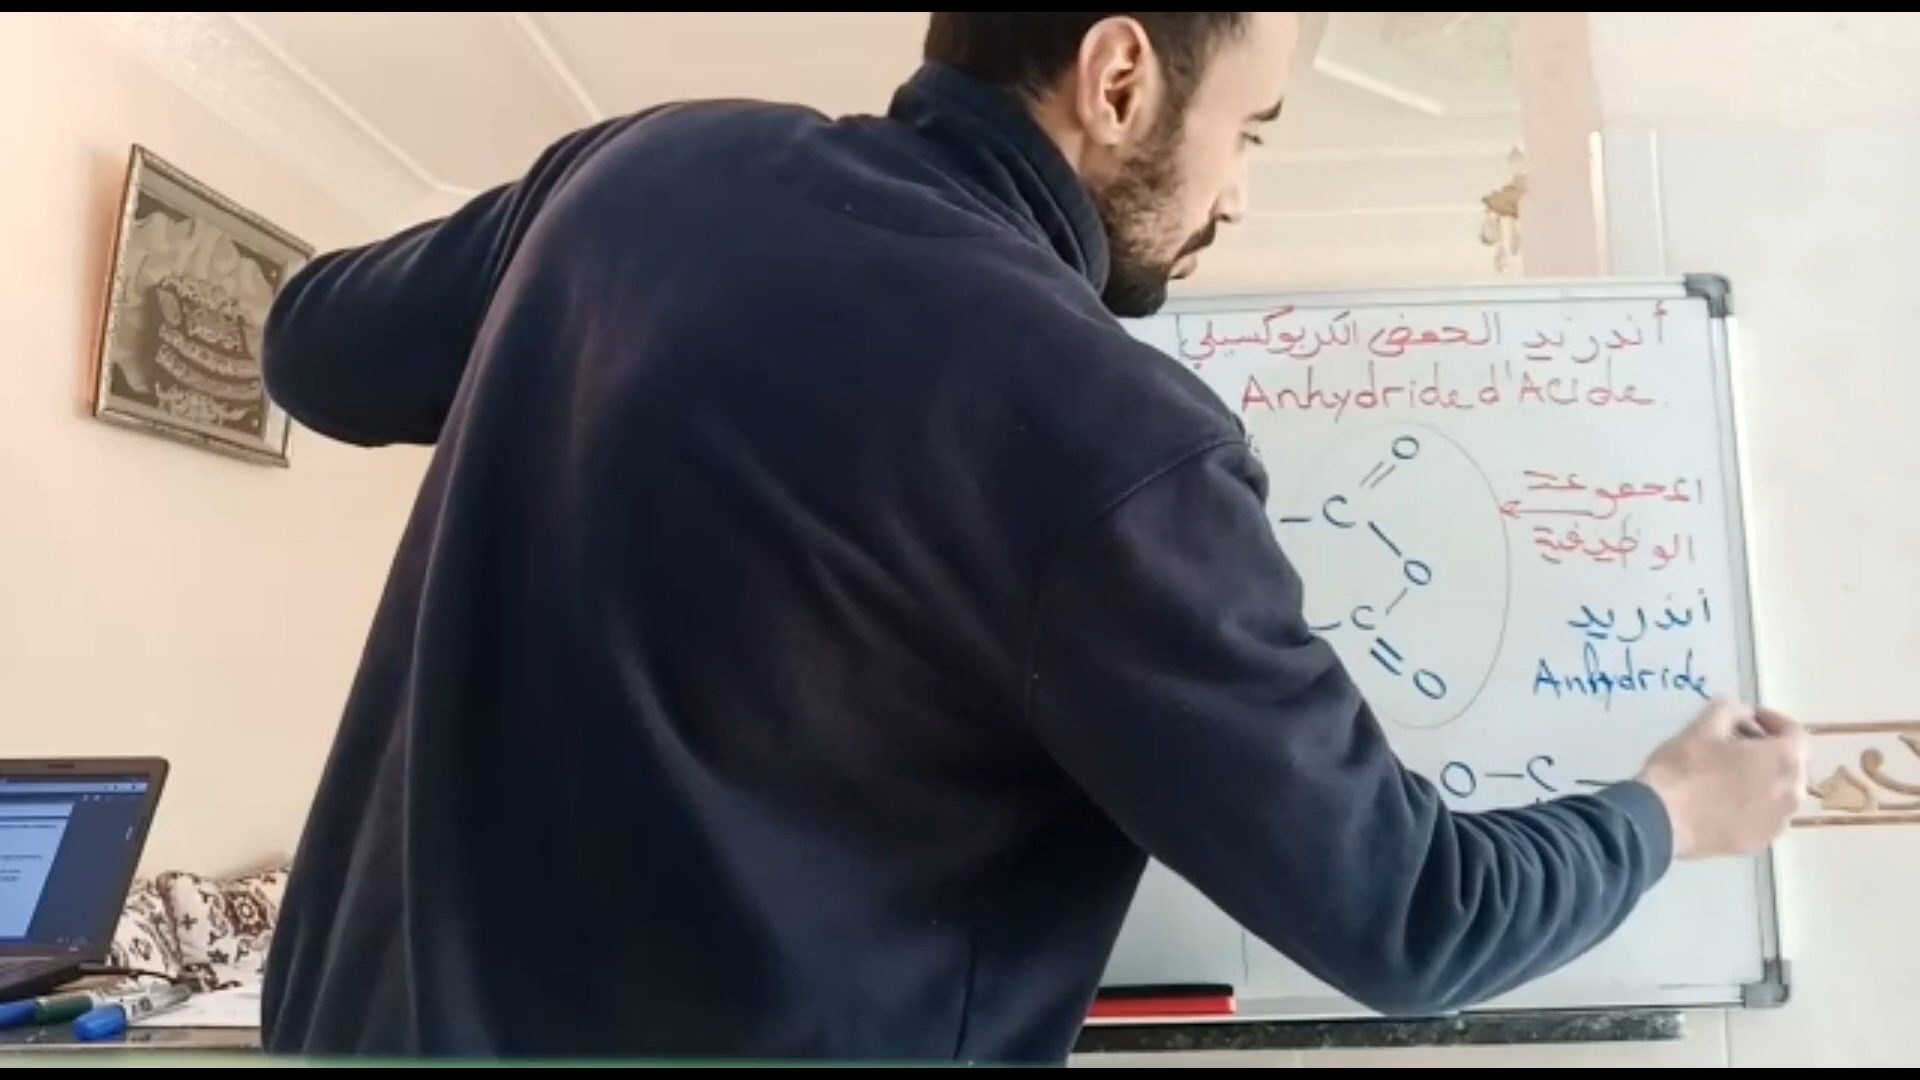 أندريد الحمض الكربوكسيلي
Anhydride d'Acide.
O
- C
O
- C
O
المجموعة
الوظيفية
أندريد
Anhydride
O-C-